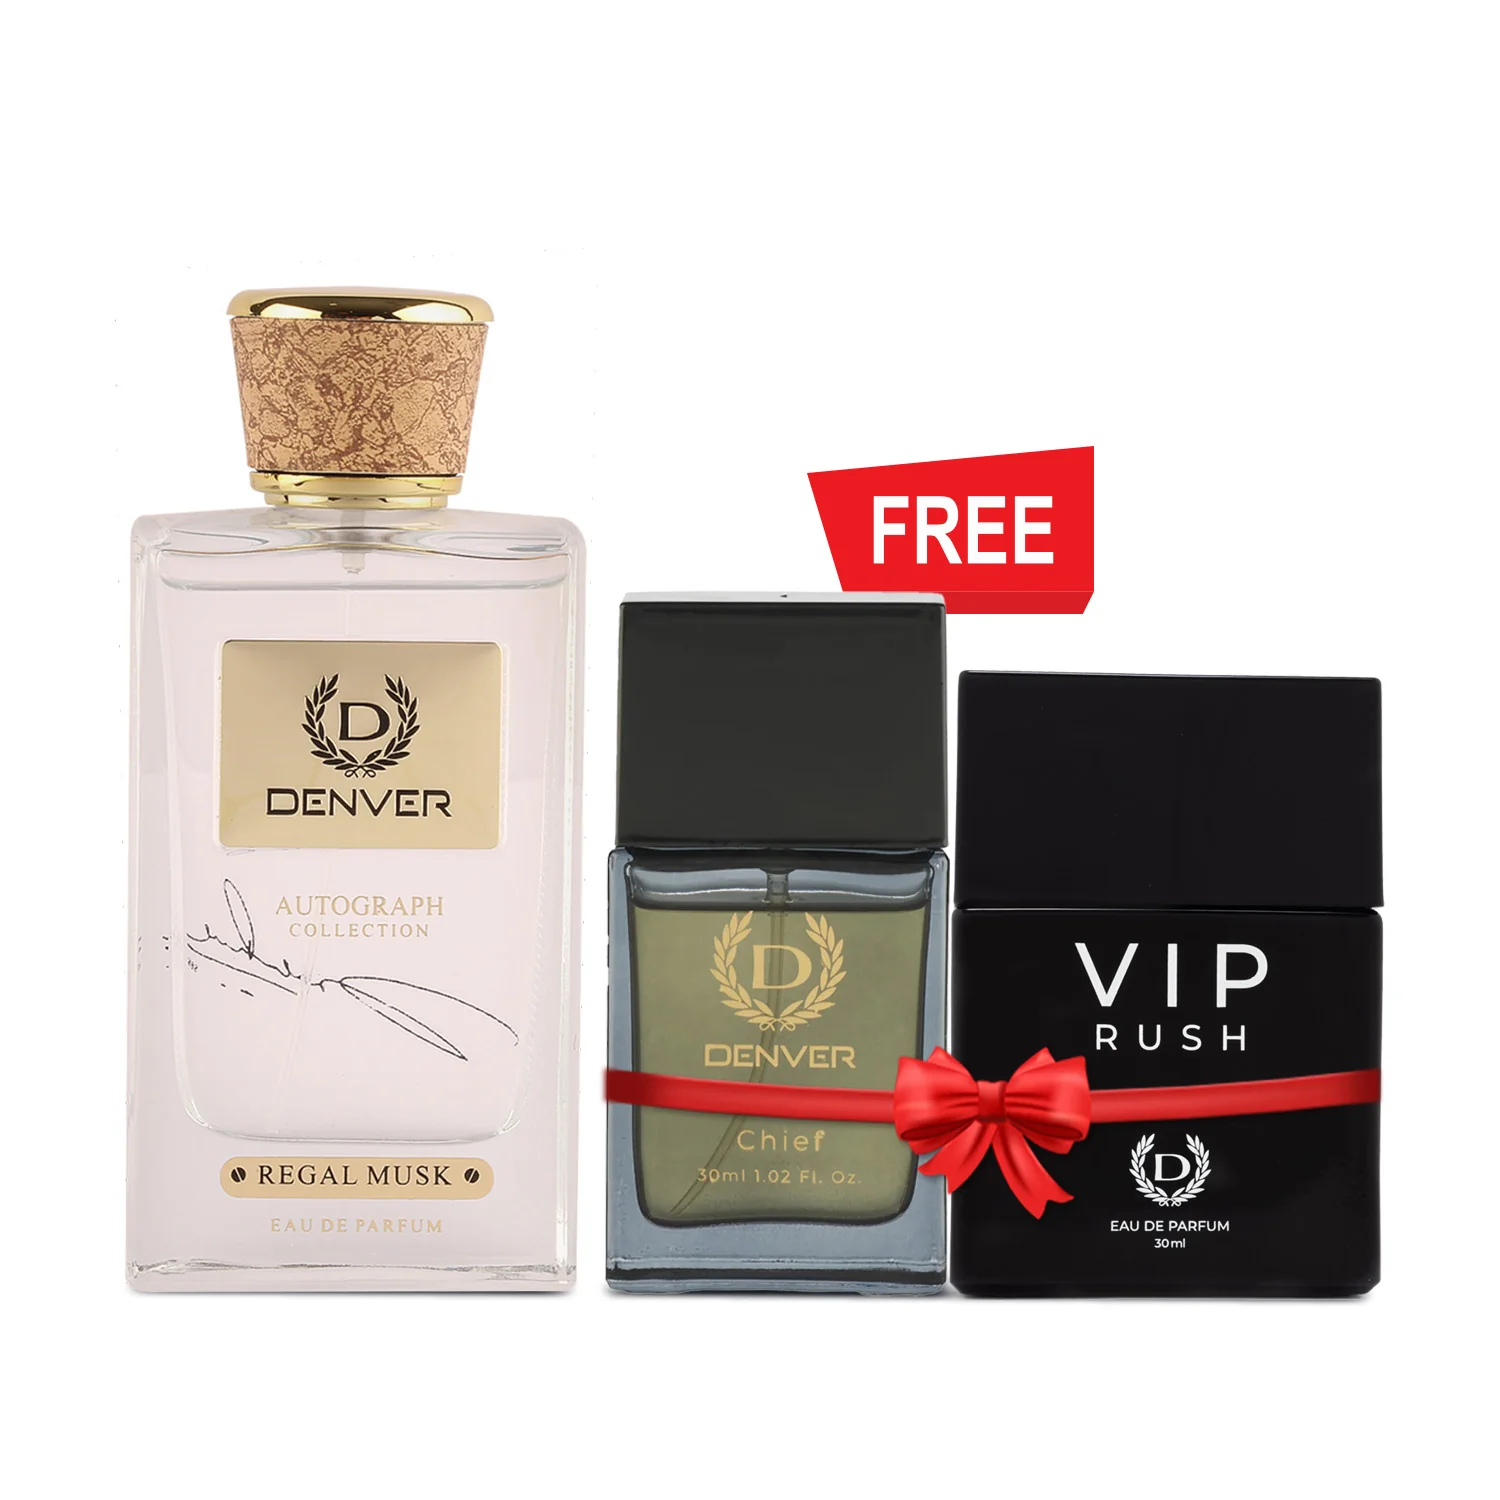 D
DENVER
AUTOGRAPH
COLLECTION
REGAL MUSK
EAU DE PARFUM
FREE
D
DENVER
Chief
30ml 1.02 Fl. Oz.
VIP
RUSH
D
EAU DE PARFUM
30ml